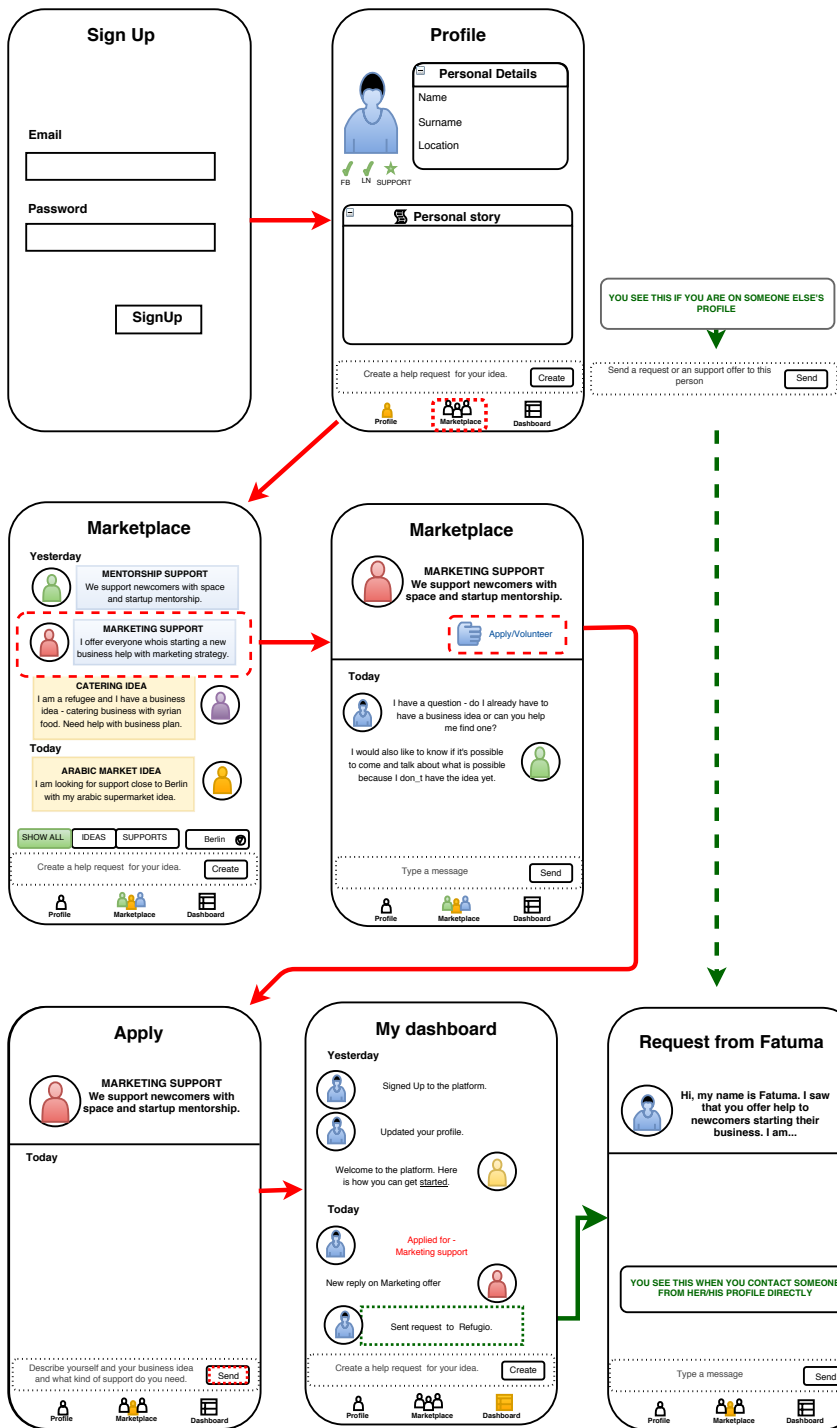 Sign Up
Email
Password
SignUp
Profile
Personal Details
Name
Surname
Location
FB
LN
SUPPORT
Personal story
Create a help request for your idea.
Create
Profile
Marketplace
Dashboard
YOU SEE THIS IF YOU ARE ON SOMEONE ELSE'S
PROFILE
Send a request or an support offer to this
person
Send
Marketplace
Yesterday
MENTORSHIP SUPPORT
We support newcomers with space
and startup mentorship.
MARKETING SUPPORT
I offer everyone whois starting a new
business help with marketing strategy.
CATERING IDEA
I am a refugee and I have a business
idea - catering business with syrian
food. Need help with business plan.
Today
ARABIC MARKET IDEA
I am looking for support close to Berlin
with my arabic supermarket idea.
SHOW ALL
IDEAS
SUPPORTS
Berlin
Create a help request for your idea.
Create
Profile
Marketplace
Dashboard
Marketplace
MARKETING SUPPORT
We support newcomers with
space and startup mentorship.
Apply/Volunteer
Today
I have a question - do I already have to
have a business idea or can you help
me find one?
I would also like to know if it's possible
to come and talk about what is possible
because I don_t have the idea yet.
Type a message
Send
Profile
Marketplace
Dashboard
Apply
MARKETING SUPPORT
We support newcomers with
space and startup mentorship.
Today
Describe yourself and your business idea
and what kind of support do you need.
Send
Profile
Marketplace
Dashboard
My dashboard
Yesterday
Signed Up to the platform.
Updated your profile.
Welcome to the platform. Here
is how you can get started.
Today
Applied for -
Marketing support
New reply on Marketing offer
Sent request to Refugio.
Create a help request for your idea.
Create
Profile
Marketplace
Dashboard
Request from Fatuma
Hi, my name is Fatuma. I saw
that you offer help to
newcomers starting their
business. I am...
YOU SEE THIS WHEN YOU CONTACT SOMEONE
FROM HER/HIS PROFILE DIRECTLY
Type a message
Send
Profile
Marketplace
Dashboard